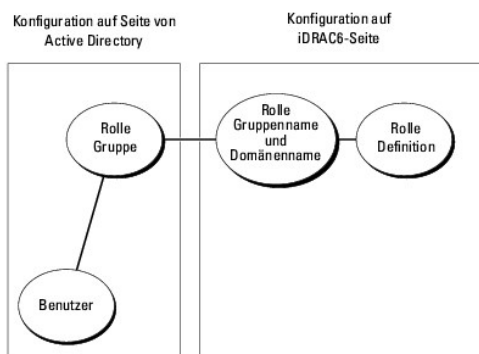 Konfiguration auf Seite von
Active Directory
Konfiguration auf
iDRAC6-Seite
Rolle
Gruppe
Rolle
Gruppenname
und
Domänenname
Rolle
Definition
Benutzer